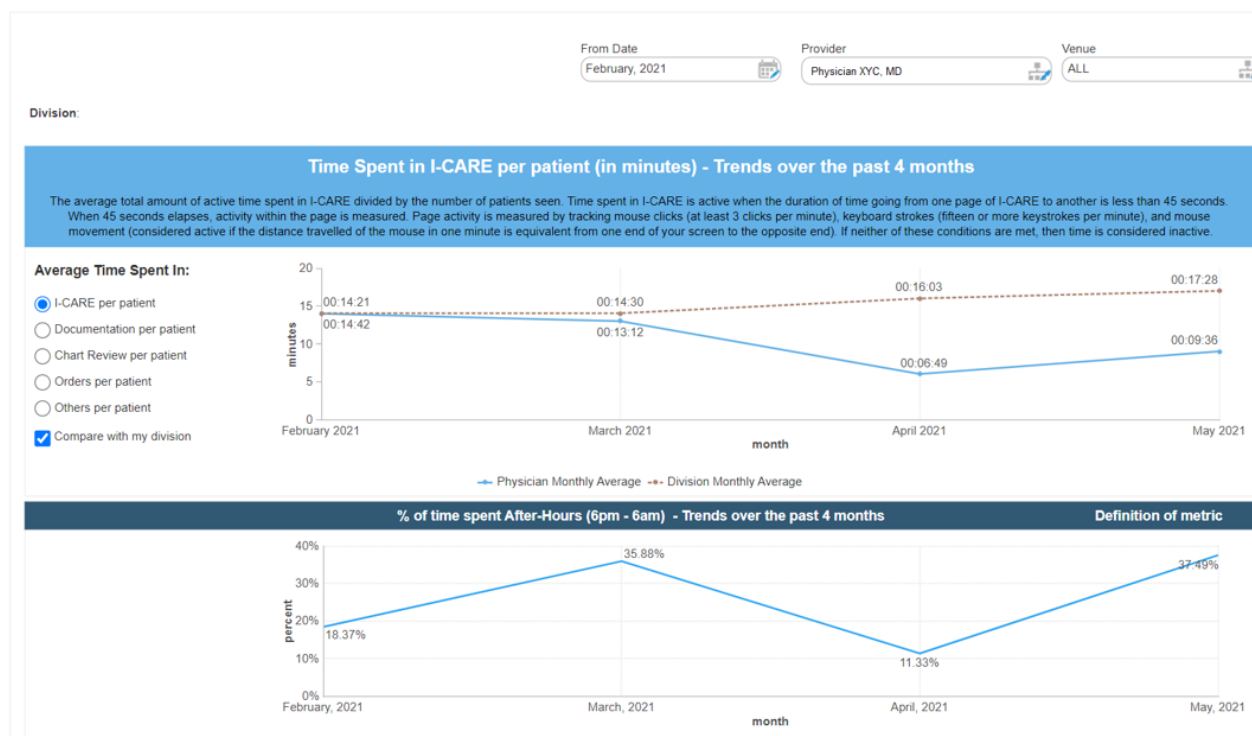 From Date
Provider
Venue
February, 2021
Physician XYC, MD
ALL
Division:
Time Spent in I-CARE per patient (in minutes) - Trends over the past 4 months
The average total amount of active time spent in I-CARE divided by the number of patients seen. Time spent in I-CARE is active when the duration of time going from one page of I-CARE to another is less than 45 seconds.
When 45 seconds elapses, activity within the page is measured. Page activity is measured by tracking mouse clicks (at least 3 clicks per minute), keyboard strokes (fifteen or more keystrokes per minute), and mouse
movement (considered active if the distance travelled of the mouse in one minute is equivalent from one end of your screen to the opposite end). If neither of these conditions are met, then time is considered inactive.
Average Time Spent In:
I-CARE per patient
Documentation per patient
Chart Review per patient
Orders per patient
Others per patient
Compare with my division
minutes
20
15
10
5
0
00:14:21
00:14:30
00:16:03
00:17:28
00:14:42
00:13:12
00:06:49
00:09:36
February 2021
March 2021
April 2021
May 2021
month
Physician Monthly Average
Division Monthly Average
% of time spent After-Hours (6pm - 6am) - Trends over the past 4 months
Definition of metric
percent
40%
30%
20%
10%
0%
18.37%
35.88%
11.33%
37.49%
February, 2021
March, 2021
April, 2021
May, 2021
month